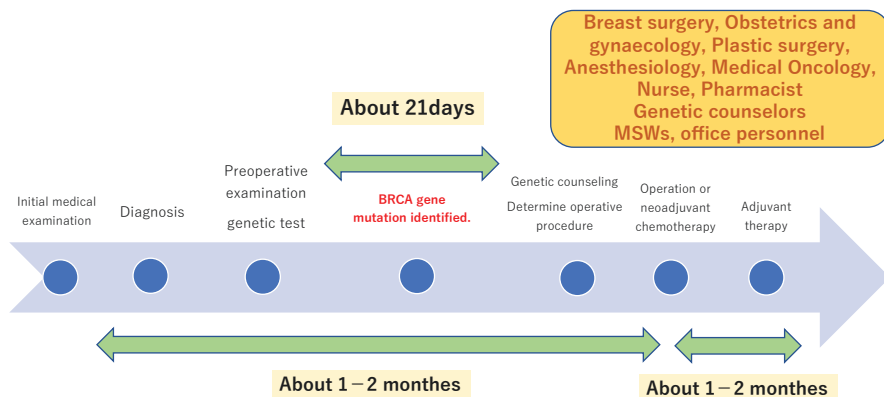 Breast surgery, Obstetrics and
gynaecology, Plastic surgery,
Anesthesiology, Medical Oncology,
Nurse, Pharmacist
Genetic counselors
MSWs, office personnel
About 21days
Initial medical
examination
Diagnosis
Preoperative
examination
genetic test
BRCA gene
mutation identified.
Genetic counseling
Determine operative
procedure
Operation or
neoadjuvant
chemotherapy
Adjuvant
therapy
About 1－2 monthes
About 1－2 monthes